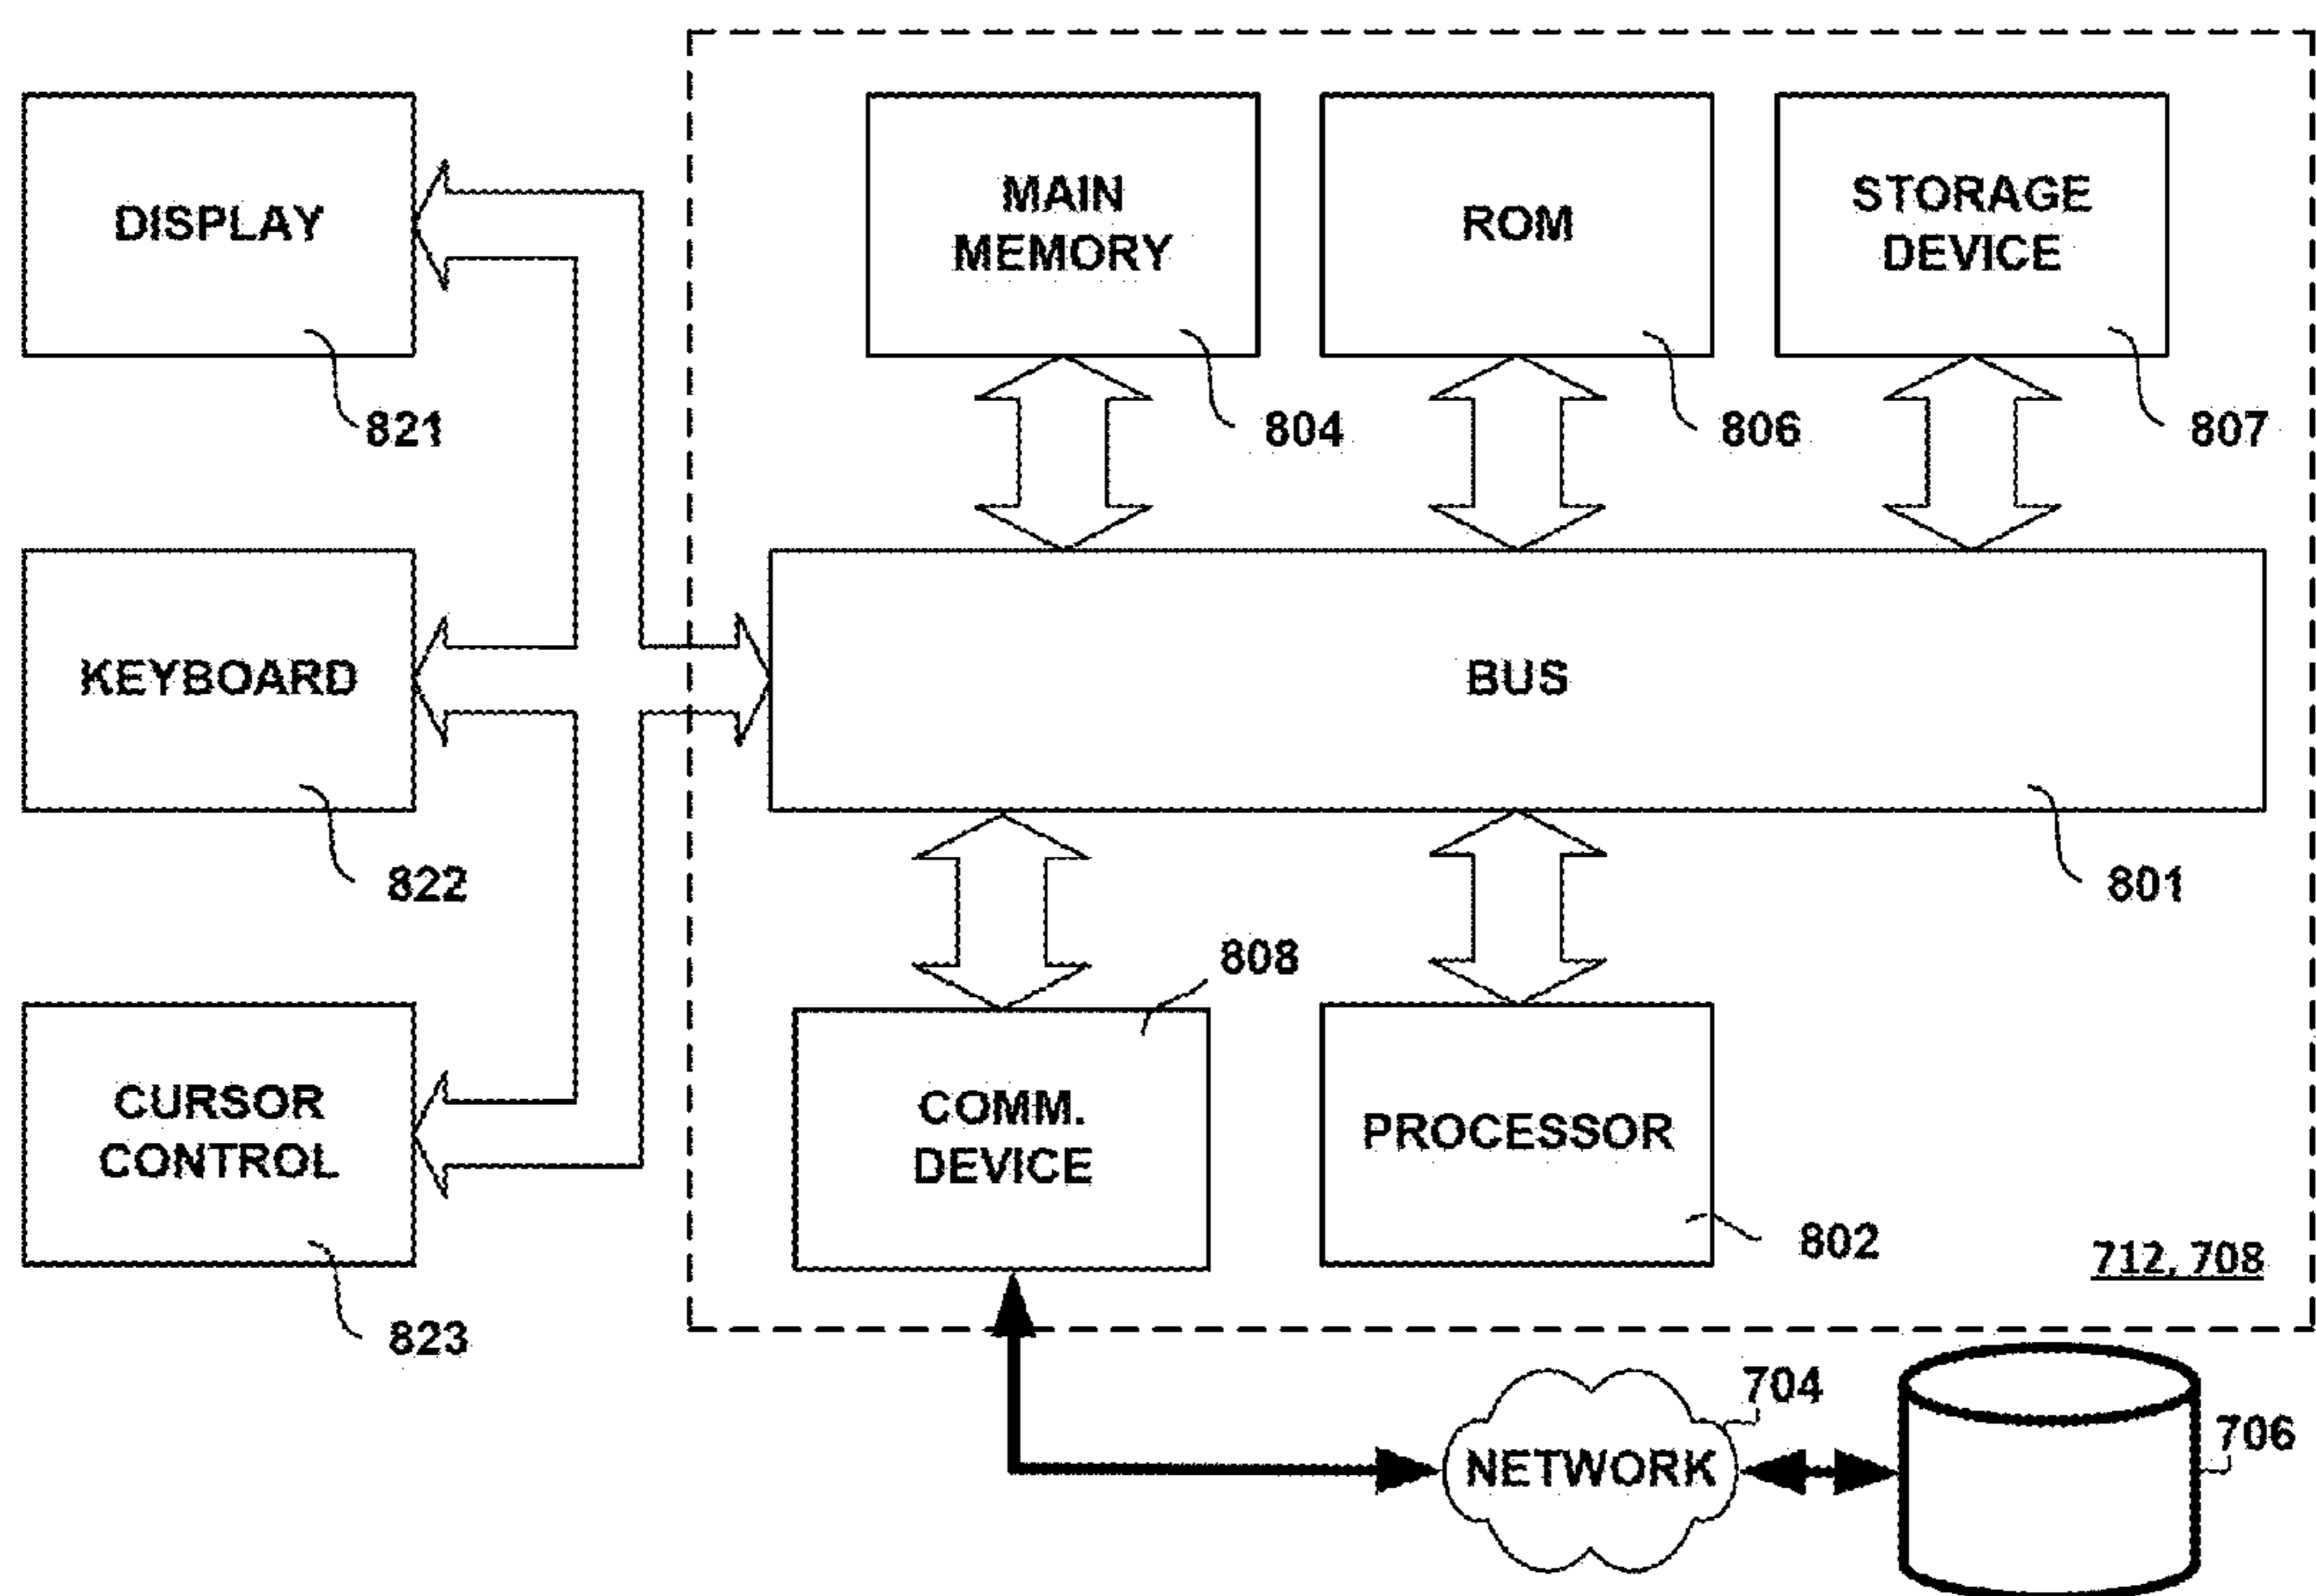 DISPLAY
821
MAIN
MEMORY
804
ROM
806
STORAGE
DEVICE
807
KEYBOARD
822
BUS
801
CURSOR
CONTROL
823
808
COMM.
DEVICE
PROCESSOR
802
712, 708
NETWORK
704
706